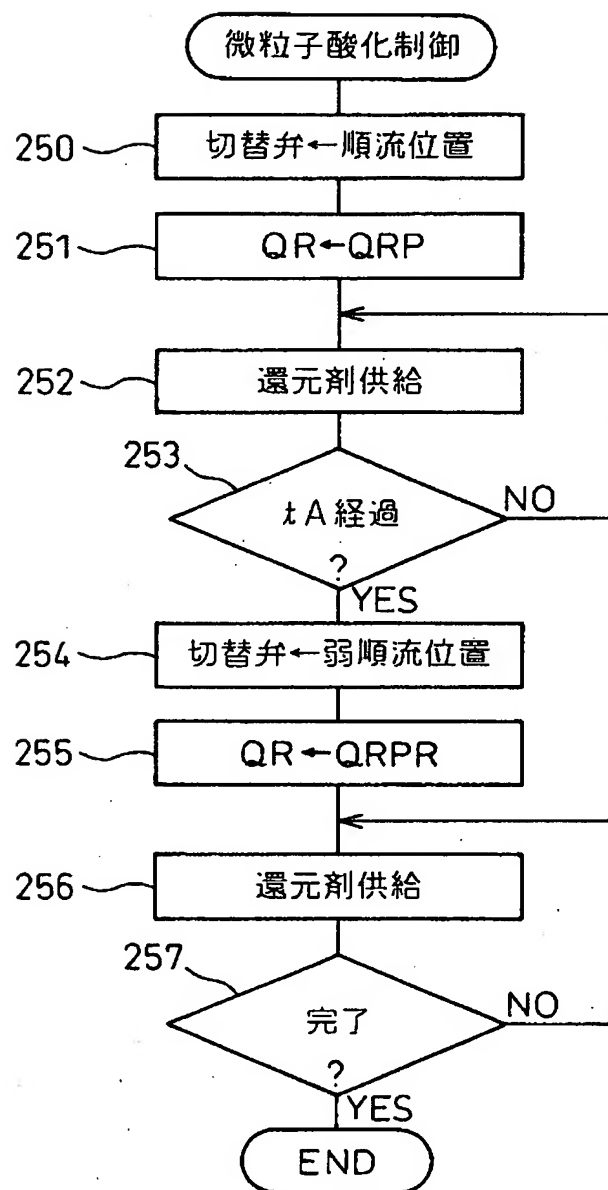 微粒子酸化制御
250
切替弁←順流位置
251
QR←QRP
252
還元剤供給
253
tA経過
?
NO
YES
254
切替弁←弱順流位置
255
QR←QRPR
256
還元剤供給
257
完了
?
NO
YES
END